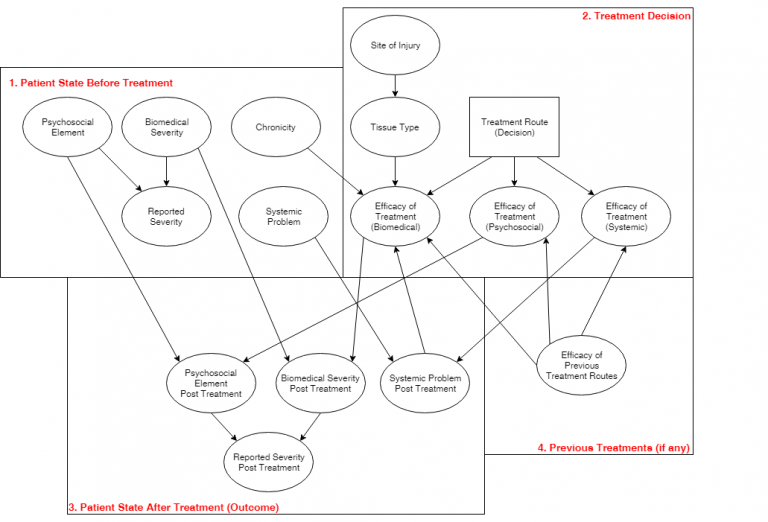 2. Treatment Decision
Site of Injury
1. Patient State Before Treatment
Psychosocial
Element
Biomedical
Severity
Chronicity
Tissue Type
Treatment Route
(Decision)
Reported
Severity
Systemic
Problem
Efficacy of
Treatment
(Biomedical)
Efficacy of
Treatment
(Psychosocial)
Efficacy of
Treatment
(Systemic)
Psychosocial
Element
Post Treatment
Biomedical Severity
Post Treatment
Systemic Problem
Post Treatment
Efficacy of
Previous
Treatment Routes
4. Previous Treatments (if any)
Reported Severity
Post Treatment
3. Patient State After Treatment (Outcome)